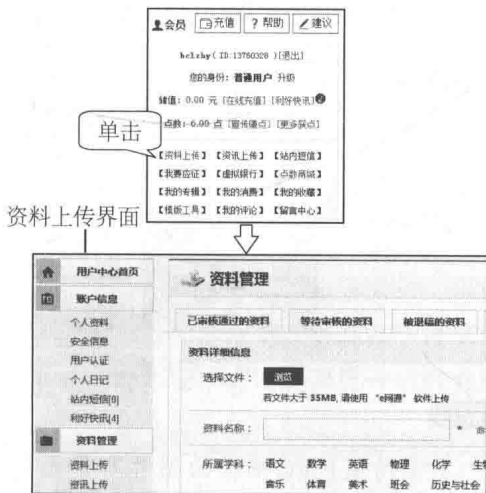 会员 充值 ? 帮助 建议
hclzhy( ID:13760328 )[退出]
您的身份：普通用户 升级
储值：0.00 元 [在线充值] [利好快讯]2
点数：6.00 点 [宣传赚点] [更多获点]
单击
【资料上传】 【资讯上传】 【站内短信】
【我要应征】 【虚拟银行】 【点数商城】
【我的专辑】 【我的消费】 【我的收藏】
【模版工具】 【我的评论】 【留言中心】
资料上传界面
用户中心首页
账户信息
个人资料
安全信息
用户认证
个人日记
站内短信[0]
利好快讯[4]
资料管理
资料上传
资讯上传
资料管理
已审核通过的资料 等待审核的资料 被退稿的资料
资料详细信息
选择文件： 浏览
若文件大于 35MB, 请使用 “e网通” 软件上传
资料名称： *
所属学科： 语文 数学 英语 物理 化学 生物
音乐 体育 美术 班会 历史与社会